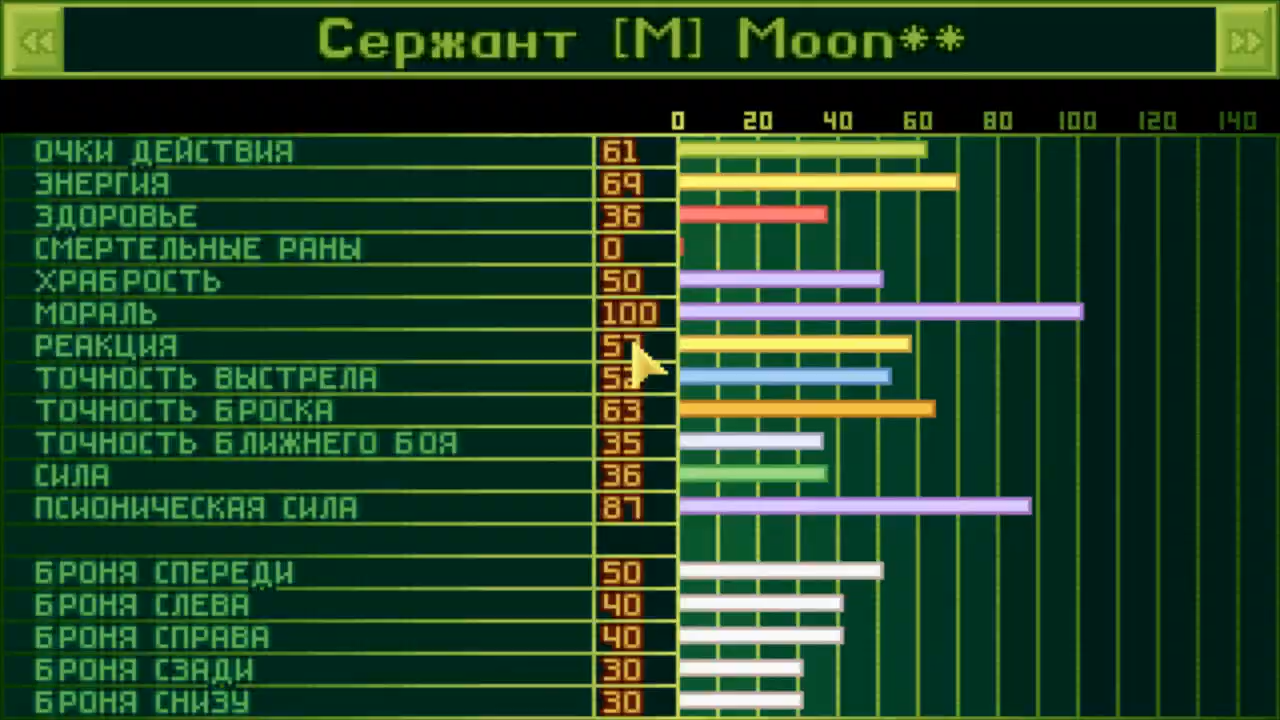 Сержант [M] Moon**
0 20 40 60 80 100 120 140
ОЧКИ ДЕЙСТВИЯ 61
ЭНЕРГИЯ 69
ЗДОРОВЬЕ 36
СМЕРТЕЛЬНЫЕ РАНЫ 0
ХРАБРОСТЬ 50
МОРАЛЬ 100
РЕАКЦИЯ 57
ТОЧНОСТЬ ВЫСТРЕЛА 52
ТОЧНОСТЬ БРОСКА 63
ТОЧНОСТЬ БЛИЖНЕГО БОЯ 35
СИЛА 36
ПСИОНИЧЕСКАЯ СИЛА 87
БРОНЯ СПЕРЕДИ 50
БРОНЯ СЛЕВА 40
БРОНЯ СПРАВА 40
БРОНЯ СЗАДИ 30
БРОНЯ СНИЗУ 30